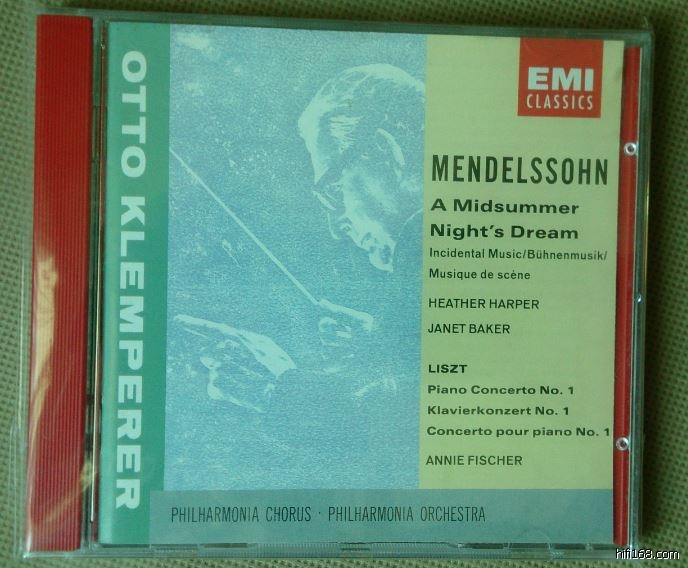 OTTO KLEMPERER
EMI
CLASSICS
MENDELSSOHN
A Midsummer
Night's Dream
Incidental Music/Bühnenmusik/
Musique de scène
HEATHER HARPER
JANET BAKER
LISZT
Piano Concerto No. 1
Klavierkonzert No. 1
Concerto pour piano No. 1
ANNIE FISCHER
PHILHARMONIA CHORUS · PHILHARMONIA ORCHESTRA
hifi168.com